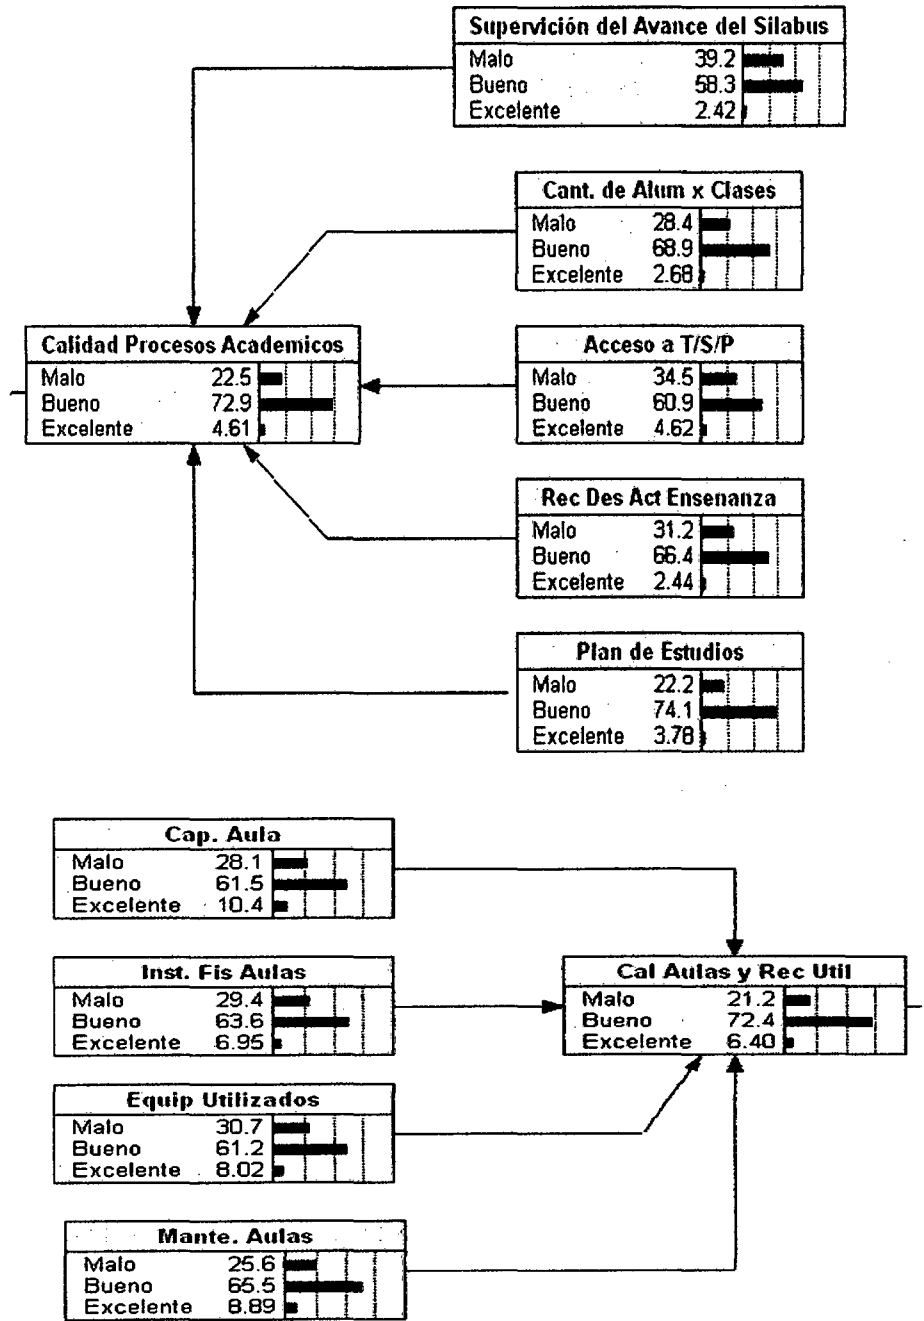 Supervición del Avance del Silabus
Malo 39.2
Bueno 58.3
Excelente 2.42
Cant. de Alum x Clases
Malo 28.4
Bueno 68.9
Excelente 2.68
Calidad Procesos Academicos
Malo 22.5
Bueno 72.9
Excelente 4.61
Acceso a T/S/P
Malo 34.5
Bueno 60.9
Excelente 4.62
Rec Des Act Ensenanza
Malo 31.2
Bueno 66.4
Excelente 2.44
Plan de Estudios
Malo 22.2
Bueno 74.1
Excelente 3.78
Cap. Aula
Malo 28.1
Bueno 61.5
Excelente 10.4
Inst. Fis Aulas
Malo 29.4
Bueno 63.6
Excelente 6.95
Cal Aulas y Rec Util
Malo 21.2
Bueno 72.4
Excelente 6.40
Equip Utilizados
Malo 30.7
Bueno 61.2
Excelente 8.02
Mante. Aulas
Malo 25.6
Bueno 65.5
Excelente 8.89